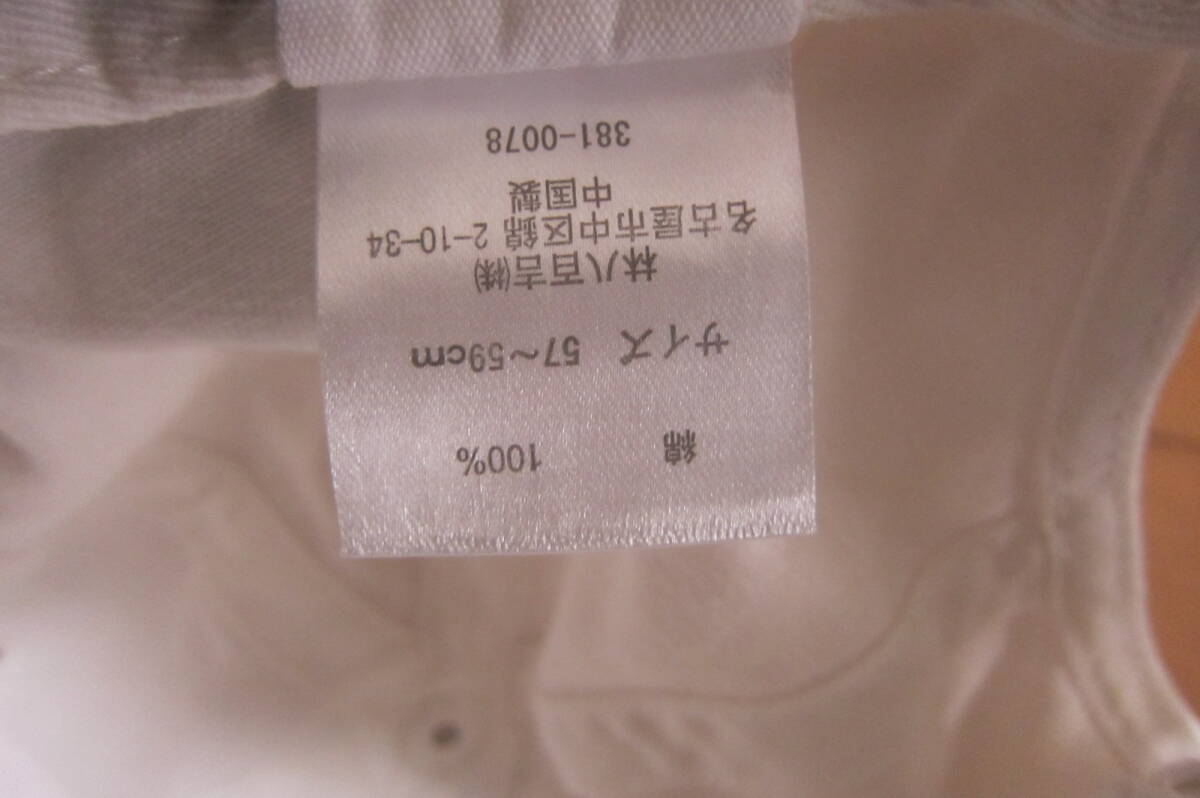 綿 100%
サイズ 57~59cm
林八百吉㈱
名古屋市中区錦 2-10-34
中国製
381-0078